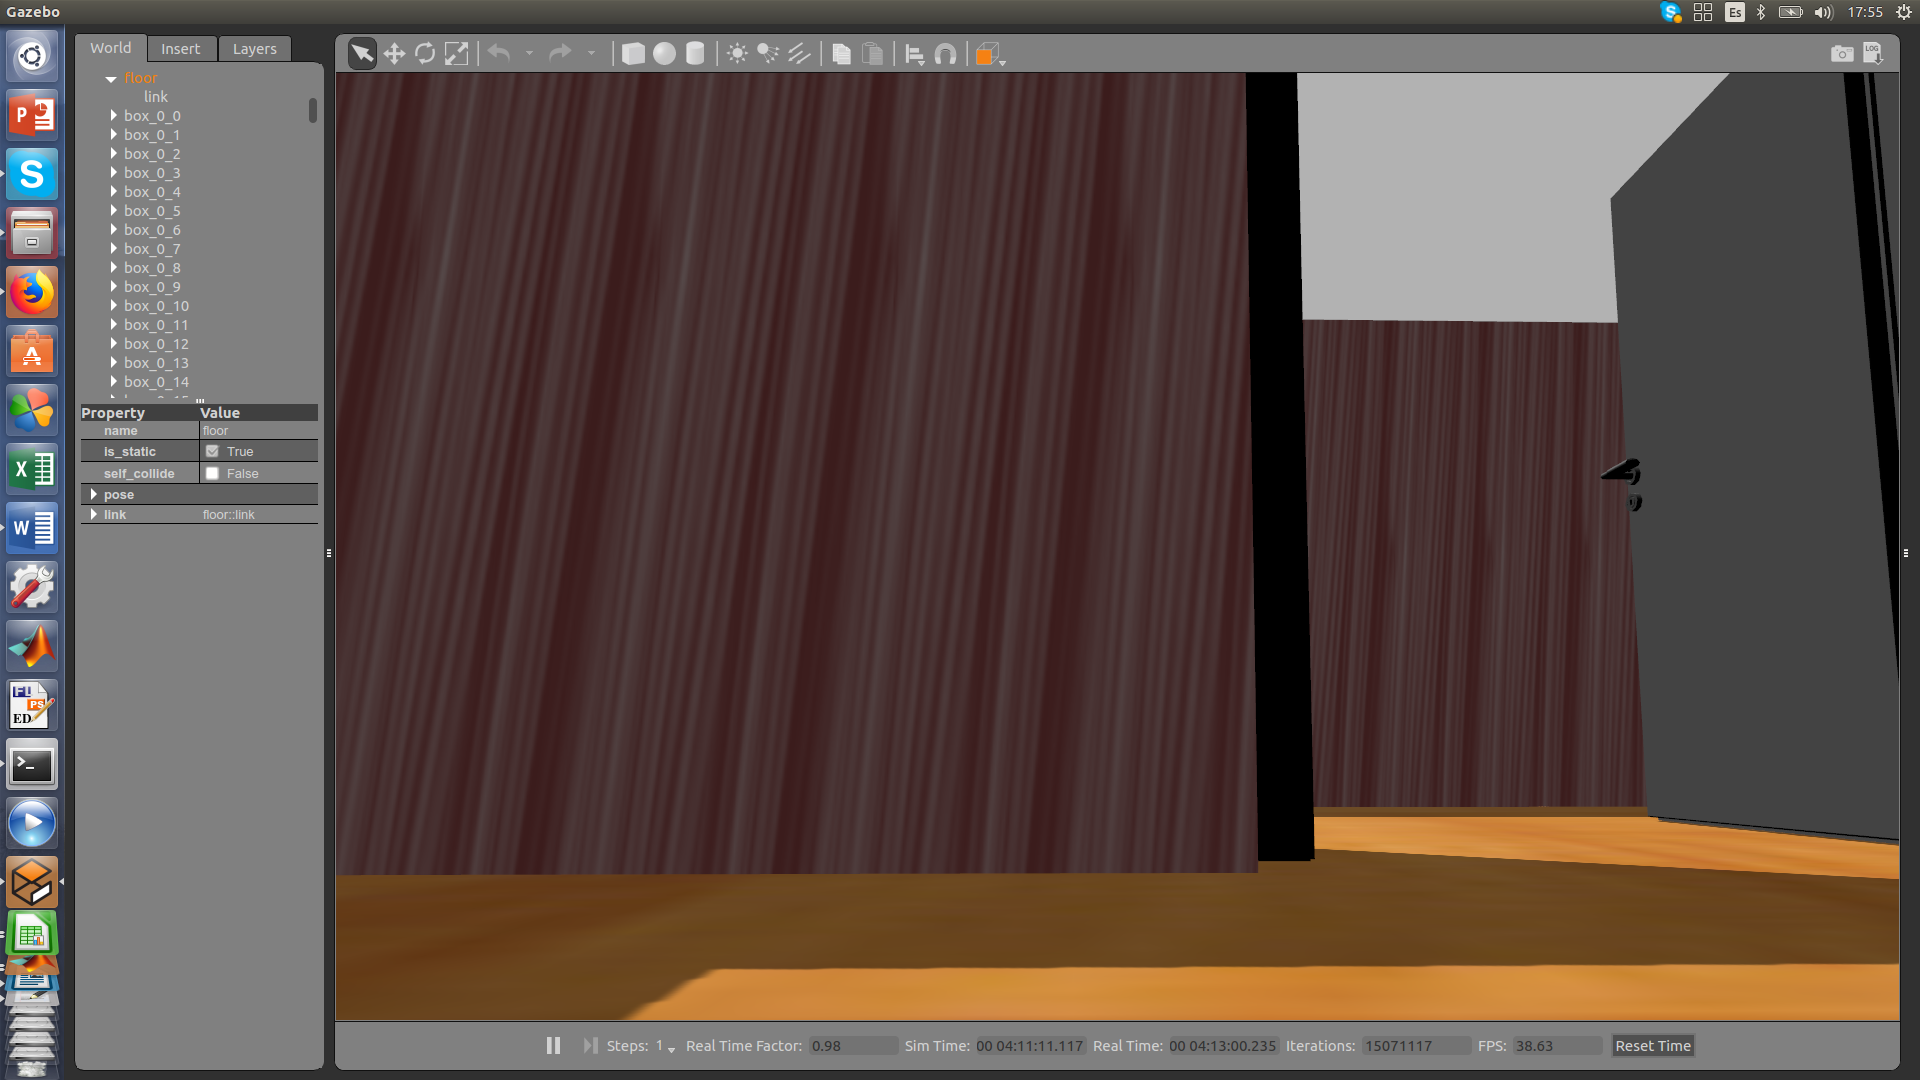 Gazebo
Es
17:55
World Insert Layers
LOG
floor
link
box_0_0
box_0_1
box_0_2
box_0_3
box_0_4
box_0_5
box_0_6
box_0_7
box_0_8
box_0_9
box_0_10
box_0_11
box_0_12
box_0_13
box_0_14
Property Value
name floor
is_static True
self_collide False
pose
link floor::link
Steps: 1 Real Time Factor: 0.98 Sim Time: 00 04:11:11.117 Real Time: 00 04:13:00.235 Iterations: 15071117 FPS: 38.63 Reset Time